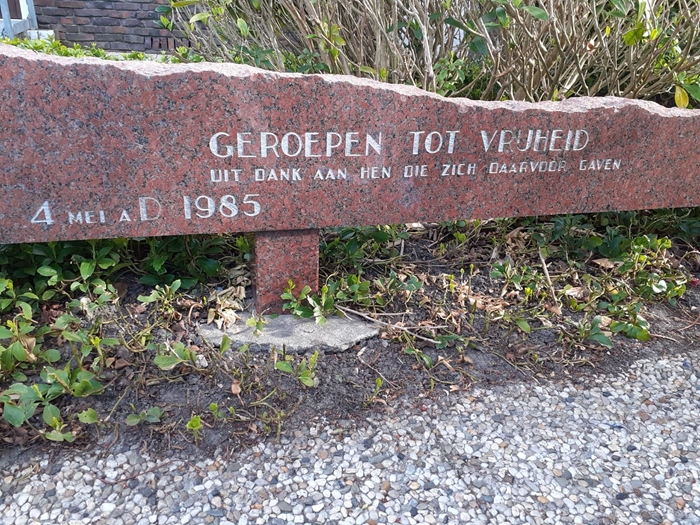 GEROEPEN TOT VRIJHEID
UIT DANK AAN HEN DIE ZICH DAARVOOR GAVEN
4 MEI A D 1985